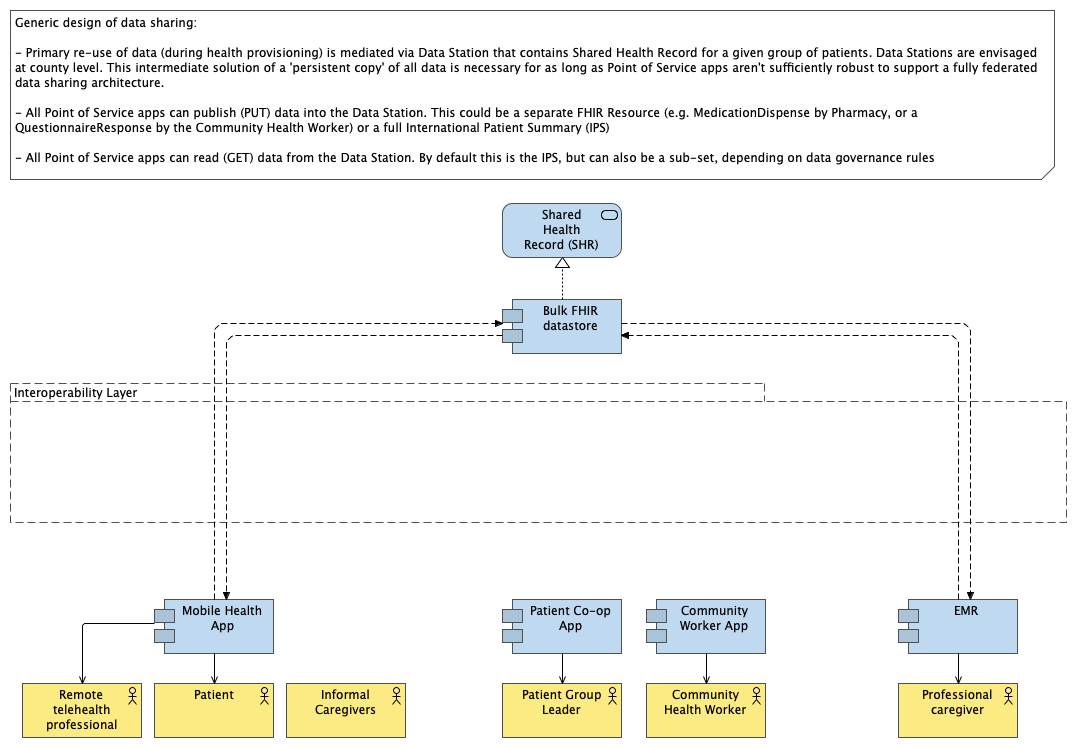 Generic design of data sharing:
- Primary re-use of data (during health provisioning) is mediated via Data Station that contains Shared Health Record for a given group of patients. Data Stations are envisaged
at county level. This intermediate solution of a 'persistent copy' of all data is necessary for as long as Point of Service apps aren't sufficiently robust to support a fully federated
data sharing architecture.
- All Point of Service apps can publish (PUT) data into the Data Station. This could be a separate FHIR Resource (e.g. MedicationDispense by Pharmacy, or a
QuestionnaireResponse by the Community Health Worker) or a full International Patient Summary (IPS)
- All Point of Service apps can read (GET) data from the Data Station. By default this is the IPS, but can also be a sub-set, depending on data governance rules
Shared
Health
Record (SHR)
Bulk FHIR
datastore
Interoperability Layer
Mobile Health
App
Patient Co-op
App
Community
Worker App
EMR
Remote
telehealth
professional
Patient
Informal
Caregivers
Patient Group
Leader
Community
Health Worker
Professional
caregiver